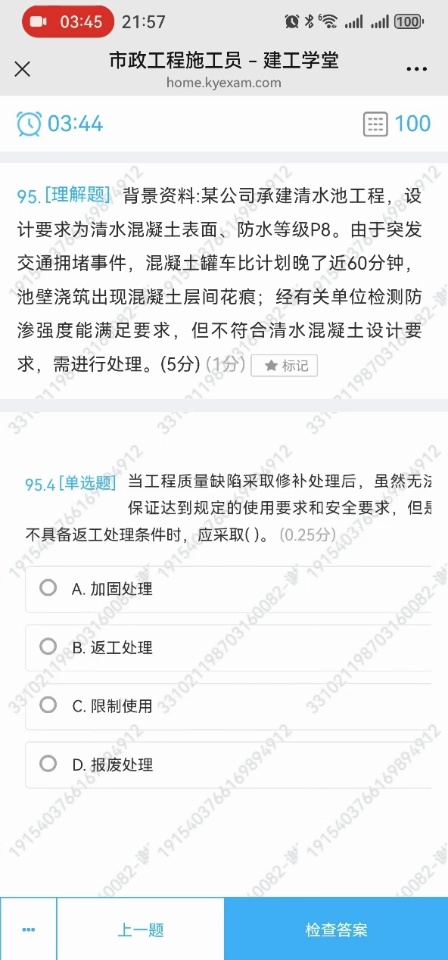 03:45 21:57 6 100
市政工程施工员 – 建工学堂
home.kyexam.com
03:44 100
95. [理解题] 背景资料:某公司承建清水池工程，设
计要求为清水混凝土表面、防水等级P8。由于突发
交通拥堵事件，混凝土罐车比计划晚了近60分钟，
池壁浇筑出现混凝土层间花痕；经有关单位检测防
渗强度能满足要求，但不符合清水混凝土设计要
求，需进行处理。(5分) (1分) ★ 标记
95.4 [单选题] 当工程质量缺陷采取修补处理后，虽然无法
保证达到规定的使用要求和安全要求，但是
不具备返工处理条件时，应采取( )。 (0.25分)
A. 加固处理
B. 返工处理
C. 限制使用
D. 报废处理
上一题 检查答案